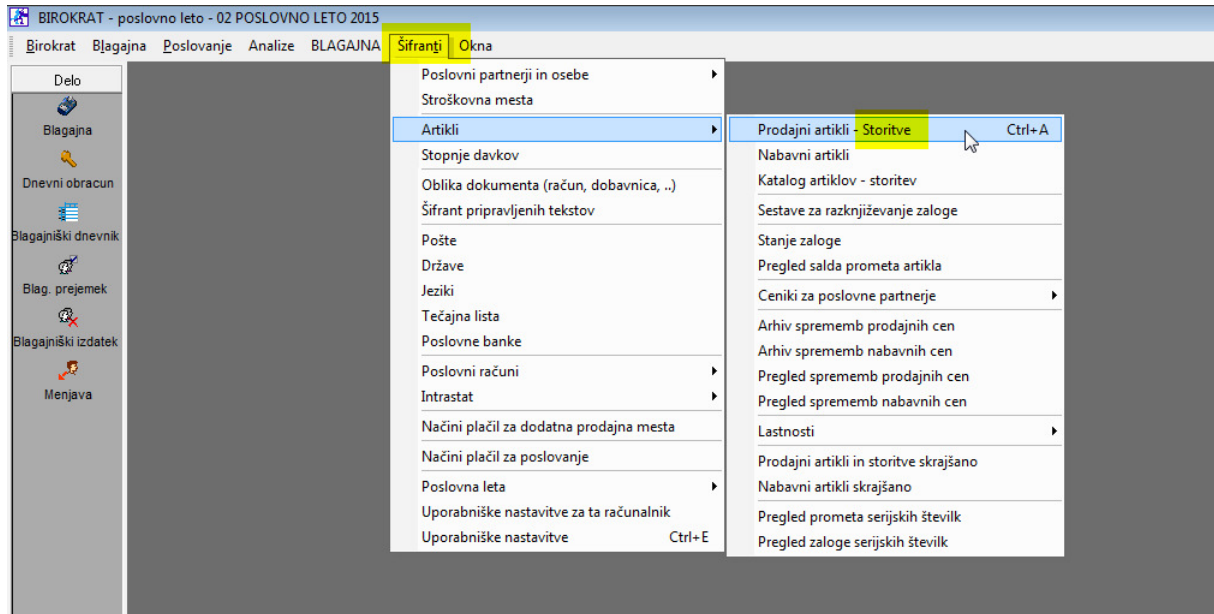 BIROKRAT - poslovno leto - 02 POSLOVNO LETO 2015
Birokrat Blagajna Poslovanje Analize BLAGAJNA Šifranti Okna
Delo
Blagajna
Dnevni obracun
Blagajniški dnevnik
Blag. prejemek
Blagajniški izdatek
Menjava
Poslovni partnerji in osebe
Stroškovna mesta
Artikli
Stopnje davkov
Oblika dokumenta (račun, dobavnica, ..)
Šifrant pripravljenih tekstov
Pošte
Države
Jeziki
Tečajna lista
Poslovne banke
Poslovni računi
Intrastat
Načini plačil za dodatna prodajna mesta
Načini plačil za poslovanje
Poslovna leta
Uporabniške nastavitve za ta računalnik
Uporabniške nastavitve Ctrl+E
Prodajni artikli - Storitve Ctrl+A
Nabavni artikli
Katalog artiklov - storitev
Sestave za razknjiževanje zaloge
Stanje zaloge
Pregled salda prometa artikla
Ceniki za poslovne partnerje
Arhiv sprememb prodajnih cen
Arhiv sprememb nabavnih cen
Pregled sprememb prodajnih cen
Pregled sprememb nabavnih cen
Lastnosti
Prodajni artikli in storitve skrajšano
Nabavni artikli skrajšano
Pregled prometa serijskih številk
Pregled zaloge serijskih številk